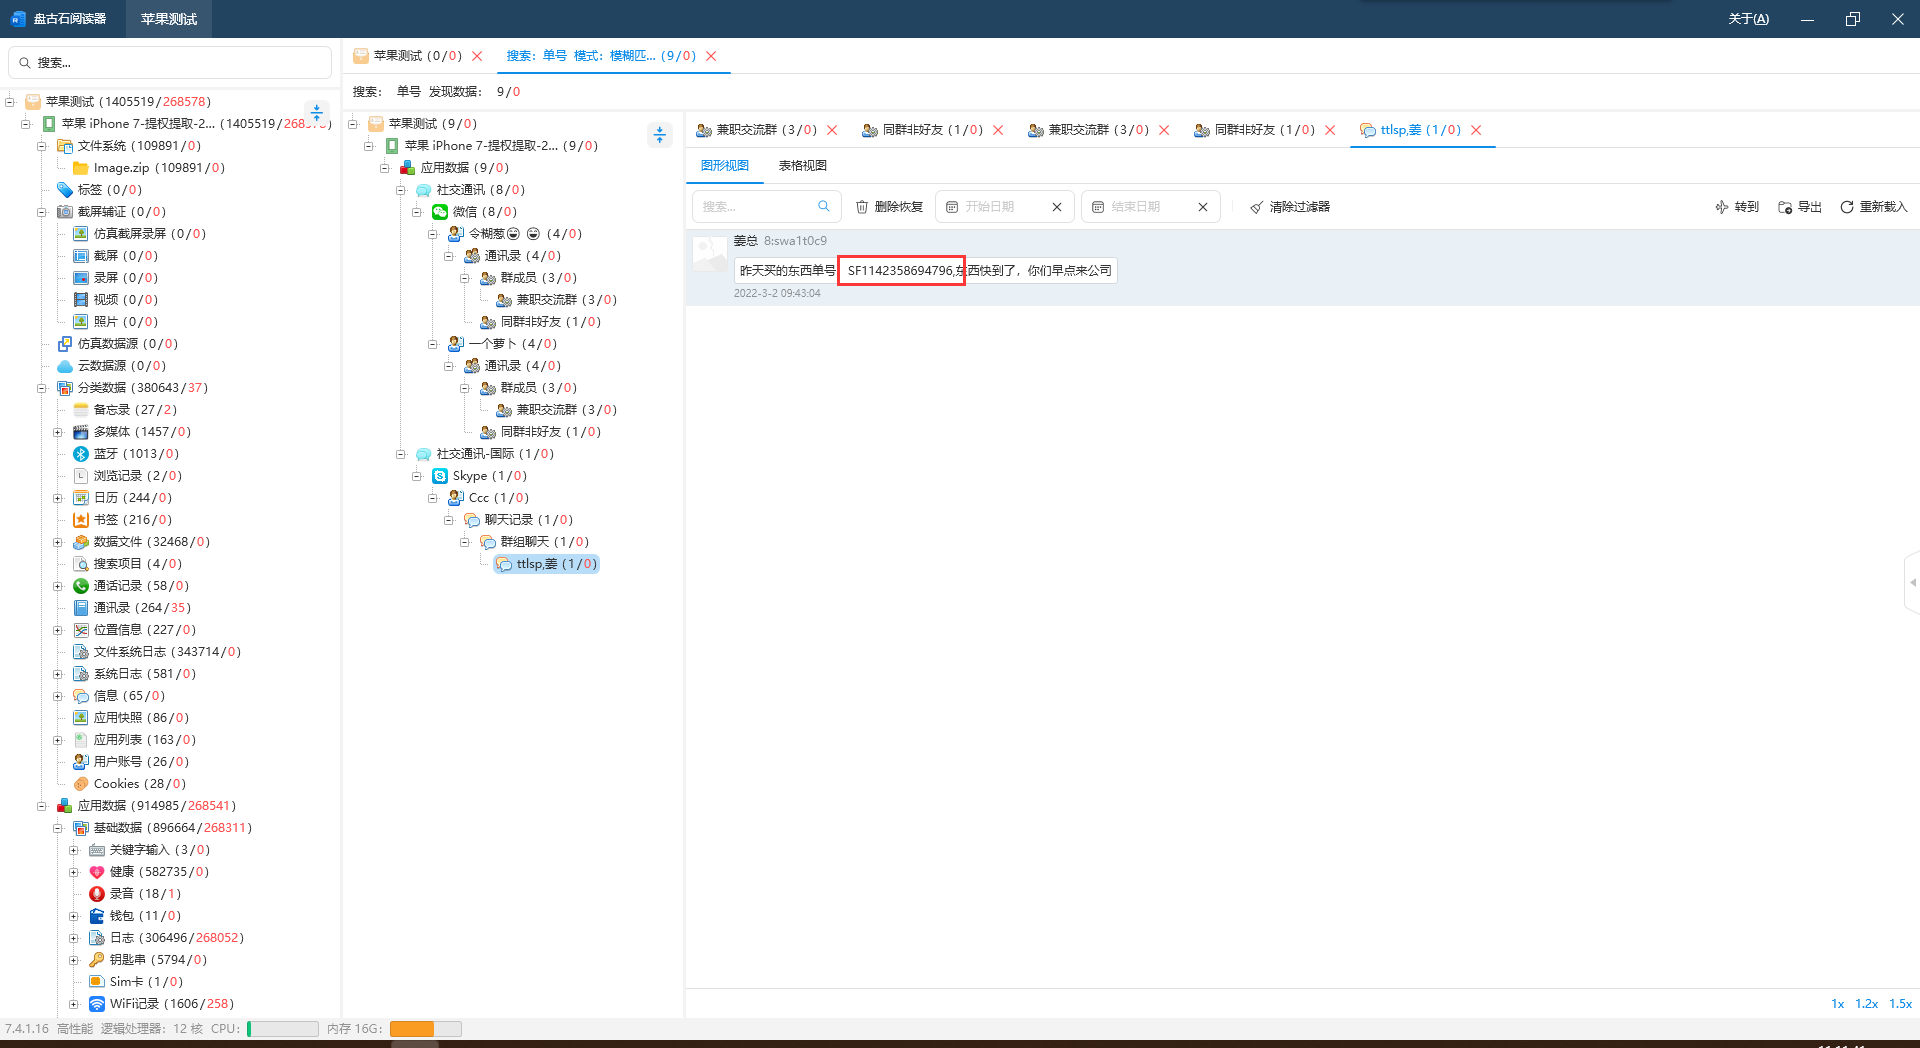 盘古石阅读器
苹果测试
关于(A)
搜索...
苹果测试 (1405519/268578)
苹果 iPhone 7-提权提取-2... (1405519/268
文件系统 (109891/0)
Image.zip (109891/0)
标签 (0/0)
截屏辅证 (0/0)
仿真截屏录屏 (0/0)
截屏 (0/0)
录屏 (0/0)
视频 (0/0)
照片 (0/0)
仿真数据源 (0/0)
云数据源 (0/0)
分类数据 (380643/37)
备忘录 (27/2)
多媒体 (1457/0)
蓝牙 (1013/0)
浏览记录 (2/0)
日历 (244/0)
书签 (216/0)
数据文件 (32468/0)
搜索项目 (4/0)
通话记录 (58/0)
通讯录 (264/35)
位置信息 (227/0)
文件系统日志 (343714/0)
系统日志 (581/0)
信息 (65/0)
应用快照 (86/0)
应用列表 (163/0)
用户账号 (26/0)
Cookies (28/0)
应用数据 (914985/268541)
基础数据 (896664/268311)
关键字输入 (3/0)
健康 (582735/0)
录音 (18/1)
钱包 (11/0)
日志 (306496/268052)
钥匙串 (5794/0)
Sim卡 (1/0)
WiFi记录 (1606/258)
苹果测试 (0/0)
搜索：单号 模式：模糊匹... (9/0)
搜索： 单号 发现数据： 9/0
苹果测试 (9/0)
苹果 iPhone 7-提权提取-2... (9/0)
应用数据 (9/0)
社交通讯 (8/0)
微信 (8/0)
令糊葱😄 😄 (4/0)
通讯录 (4/0)
群成员 (3/0)
兼职交流群 (3/0)
同群非好友 (1/0)
一个萝卜 (4/0)
通讯录 (4/0)
群成员 (3/0)
兼职交流群 (3/0)
同群非好友 (1/0)
社交通讯-国际 (1/0)
Skype (1/0)
Ccc (1/0)
聊天记录 (1/0)
群组聊天 (1/0)
ttlsp,姜 (1/0)
兼职交流群 (3/0)
同群非好友 (1/0)
兼职交流群 (3/0)
同群非好友 (1/0)
ttlsp,姜 (1/0)
图形视图
表格视图
搜索...
删除恢复
开始日期
结束日期
清除过滤器
转到
导出
重新载入
姜总 8:swa1t0c9
昨天买的东西单号 SF1142358694796,东西快到了，你们早点来公司
2022-3-2 09:43:04
1x 1.2x 1.5x
7.4.1.16 高性能 逻辑处理器：12 核 CPU： 内存 16G：